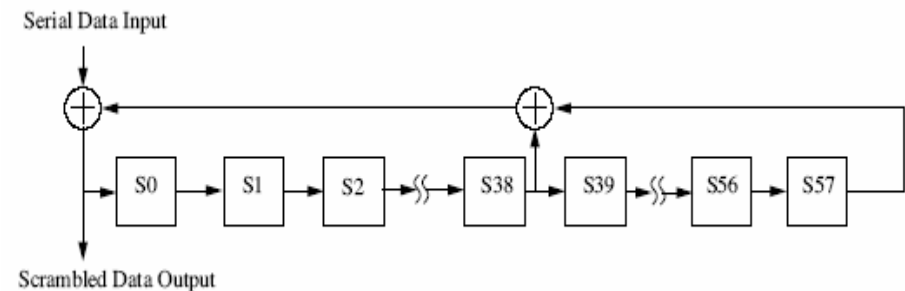 Serial Data Input
S0 S1 S2 S38 S39 S56 S57
Scrambled Data Output